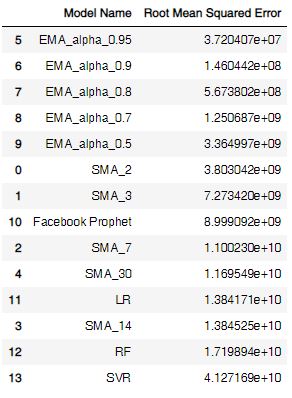 Model Name Root Mean Squared Error
5 EMA_alpha_0.95 3.720407e+07
6 EMA_alpha_0.9 1.460442e+08
7 EMA_alpha_0.8 5.673802e+08
8 EMA_alpha_0.7 1.250687e+09
9 EMA_alpha_0.5 3.364997e+09
0 SMA_2 3.803042e+09
1 SMA_3 7.273420e+09
10 Facebook Prophet 8.999092e+09
2 SMA_7 1.100230e+10
4 SMA_30 1.169549e+10
11 LR 1.384171e+10
3 SMA_14 1.384525e+10
12 RF 1.719894e+10
13 SVR 4.127169e+10